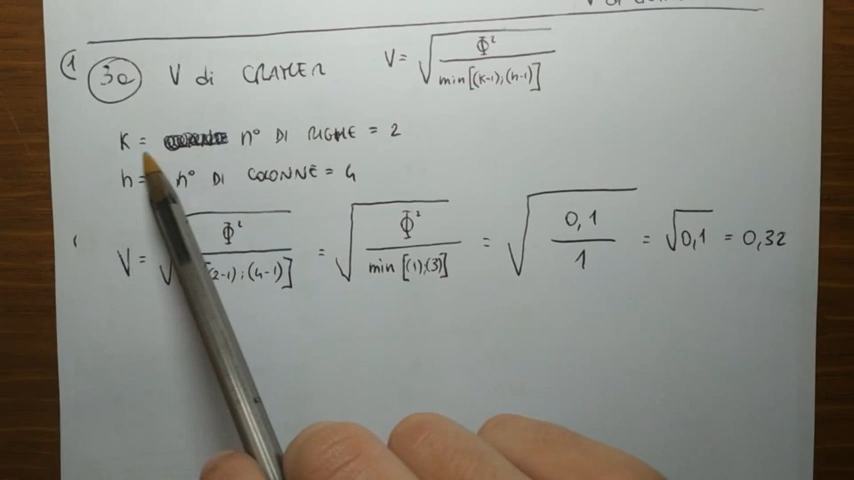 (1 3a V di CRAMER V = √Φ²/min[(k-1);(h-1)]
K = n° DI RIGHE = 2
h = n° DI COLONNE = 4
V = √Φ²/[(2-1);(4-1)] = √Φ²/min[(1);(3)] = √0,1/1 = √0,1 = 0,32